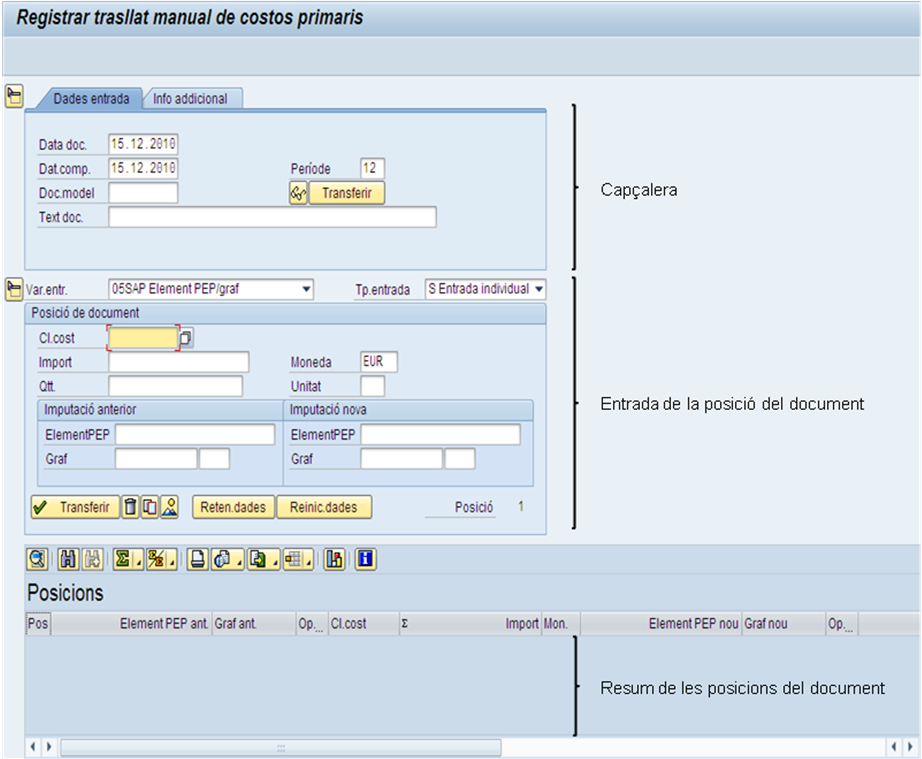 Registrar trasllat manual de costos primaris
Dades entrada Info addicional
Data doc. 15.12.2010
Dat.comp. 15.12.2010 Període 12
Doc.model Transferir
Text doc.
Capçalera
Var.entr. 05SAP Element PEP/graf Tp.entrada S Entrada individual
Posició de document
Cl.cost
Import Moneda EUR
Qtt. Unitat
Imputació anterior Imputació nova
ElementPEP ElementPEP
Graf Graf
Transferir Reten.dades Reinic.dades Posició 1
Entrada de la posició del document
Posicions
Pos Element PEP ant. Graf ant. Op... Cl.cost Σ Import Mon. Element PEP nou Graf nou Op...
Resum de les posicions del document